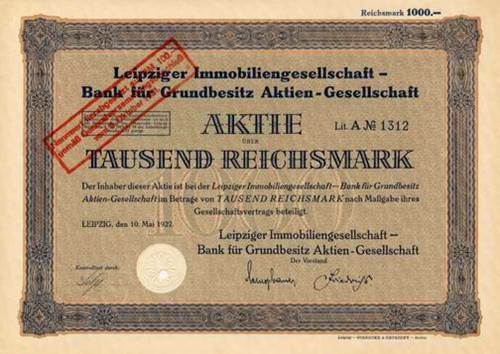 Reichsmark 1000.—
Leipziger Immobiliengesellschaft —
Bank für Grundbesitz Aktien-Gesellschaft
AKTIE
Lit. A № 1312
ÜBER
TAUSEND REICHSMARK
Der Inhaber dieser Aktie ist bei der Leipziger Immobiliengesellschaft — Bank für Grundbesitz
Aktien-Gesellschaft im Betrage von TAUSEND REICHSMARK nach Maßgabe ihres
Gesellschaftsvertrags beteiligt.
LEIPZIG, den 10. Mai 1927.
Leipziger Immobiliengesellschaft —
Bank für Grundbesitz Aktien-Gesellschaft
Der Vorstand
Kontrolliert durch: